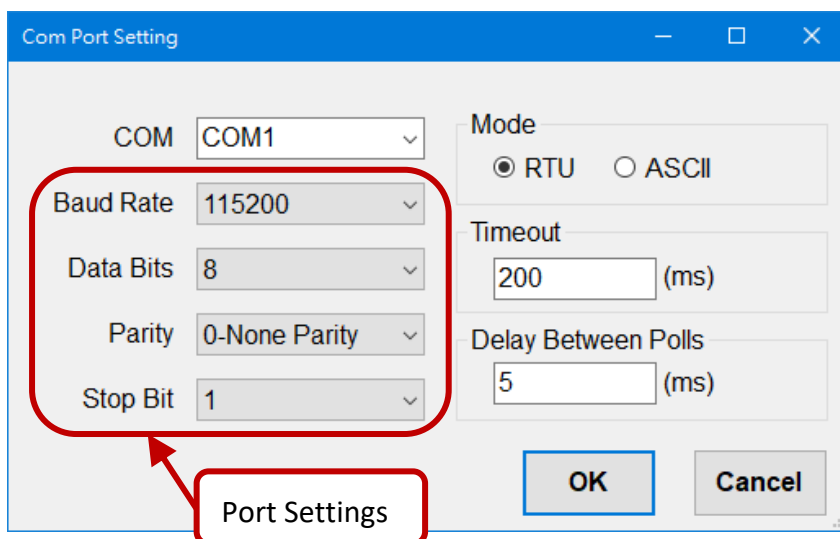 Com Port Setting
COM COM1
Baud Rate 115200
Data Bits 8
Parity 0-None Parity
Stop Bit 1
Mode
RTU ASCII
Timeout
200 (ms)
Delay Between Polls
5 (ms)
OK Cancel
Port Settings